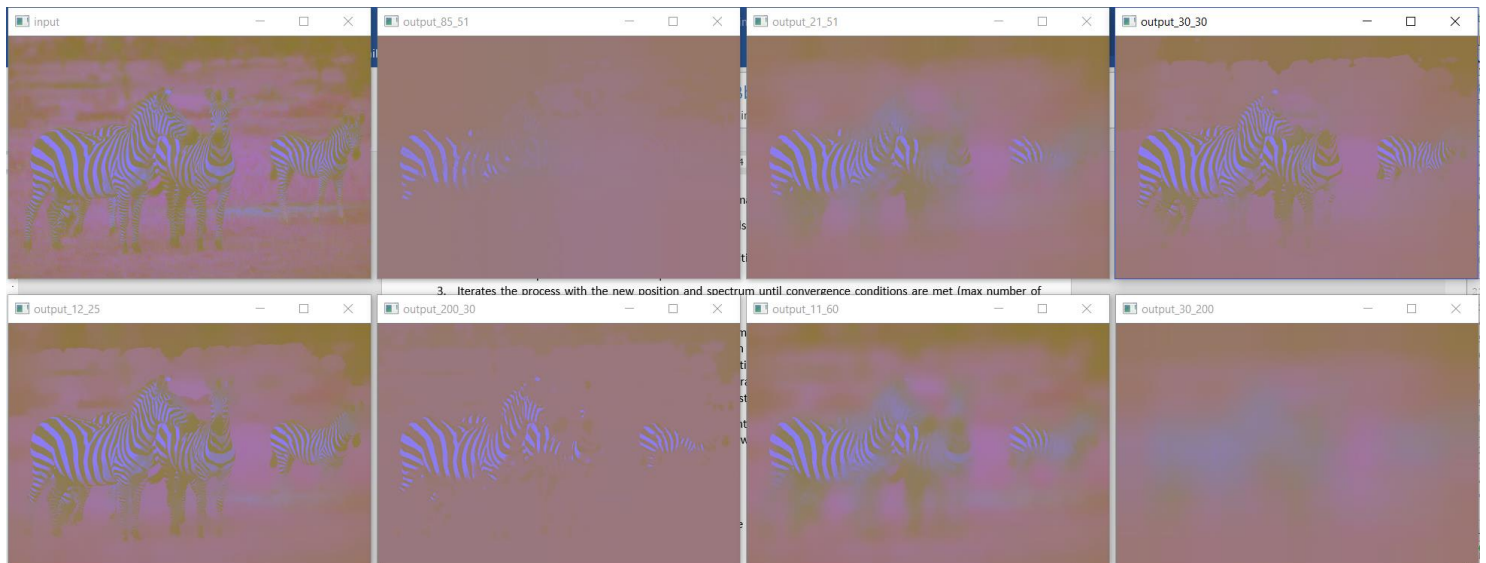 input
output_85_51
output_21_51
output_30_30
3. Iterates the process with the new position and spectrum until convergence conditions are met (max number of
output_12_25
output_200_30
output_11_60
output_30_200